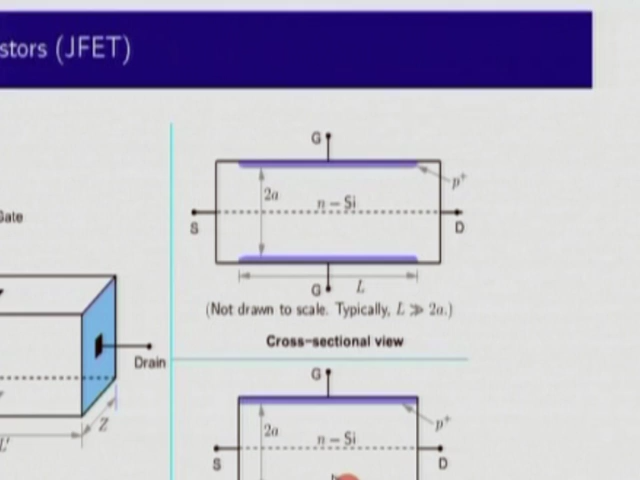 stors (JFET)
G
2a
n – Si
p+
S
D
G
L
(Not drawn to scale. Typically, L ≫ 2a.)
Cross-sectional view
Gate
Drain
Z
L'
G
2a
n – Si
p+
S
D